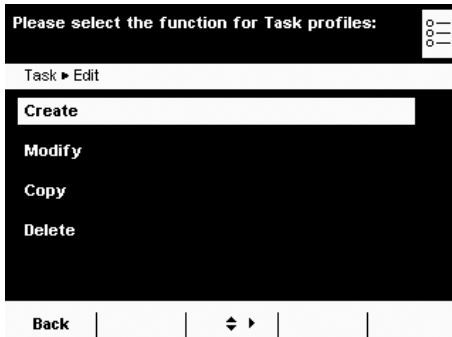 Please select the function for Task profiles:
Task ▸ Edit
Create
Modify
Copy
Delete
Back